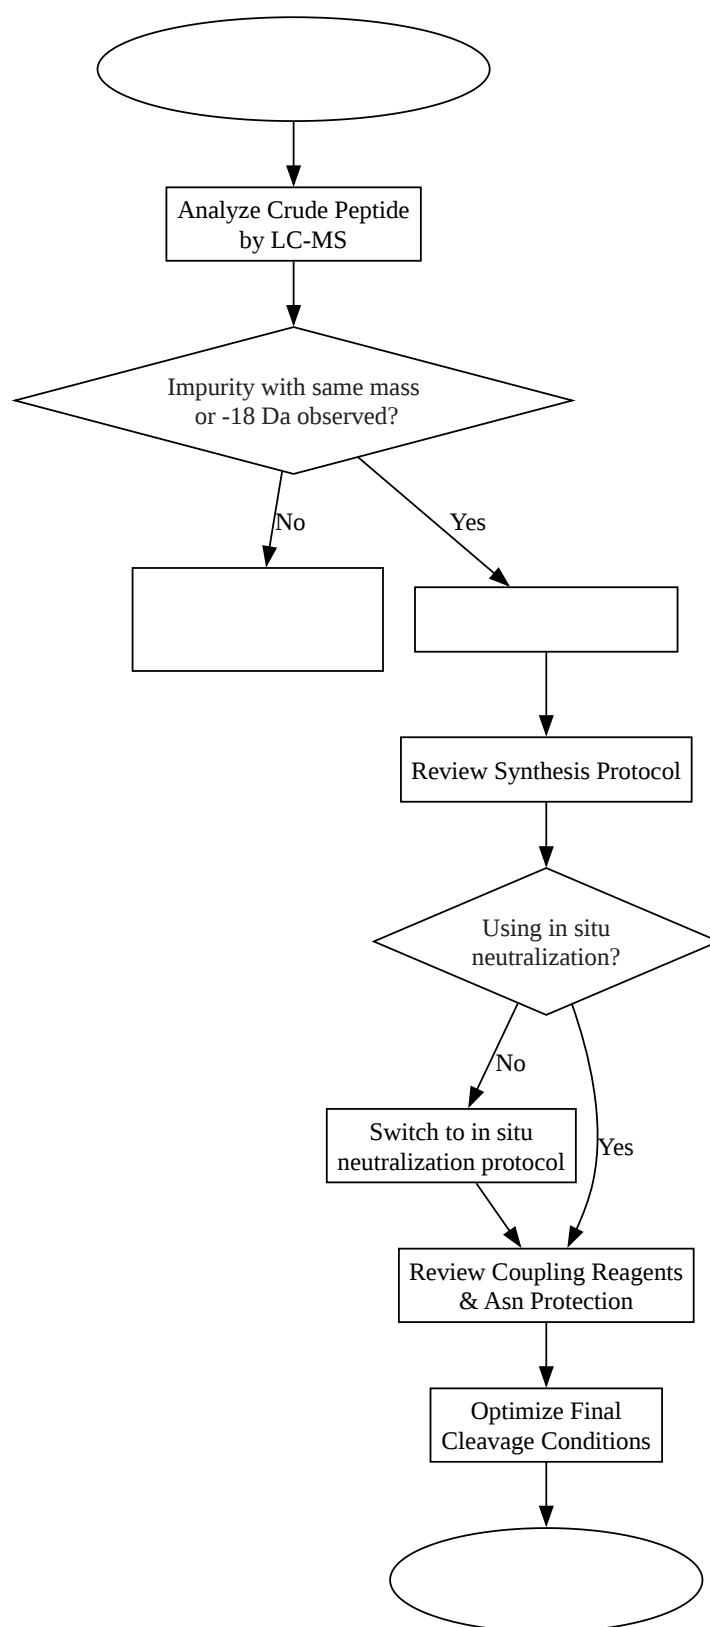 Analyze Crude Peptide
by LC-MS
Impurity with same mass
or -18 Da observed?
No
Yes
Review Synthesis Protocol
Using in situ
neutralization?
No
Switch to in situ
neutralization protocol
Yes
Review Coupling Reagents
& Asn Protection
Optimize Final
Cleavage Conditions